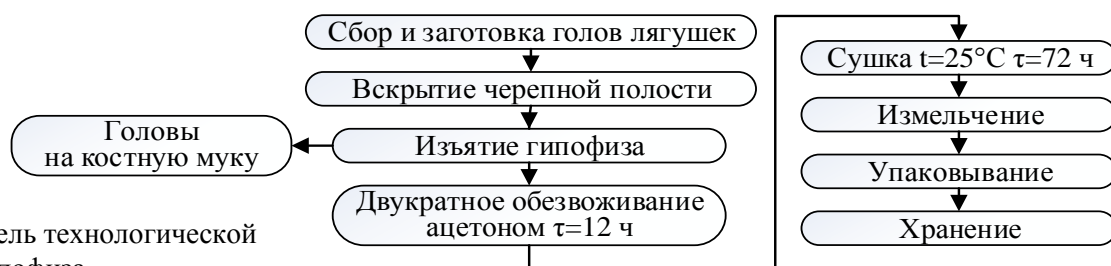 Сбор и заготовка голов лягушек
Вскрытие черепной полости
Изъятие гипофиза
Головы
на костную муку
Двукратное обезвоживание
ацетоном τ=12 ч
Сушка t=25°С τ=72 ч
Измельчение
Упаковывание
Хранение
технологической